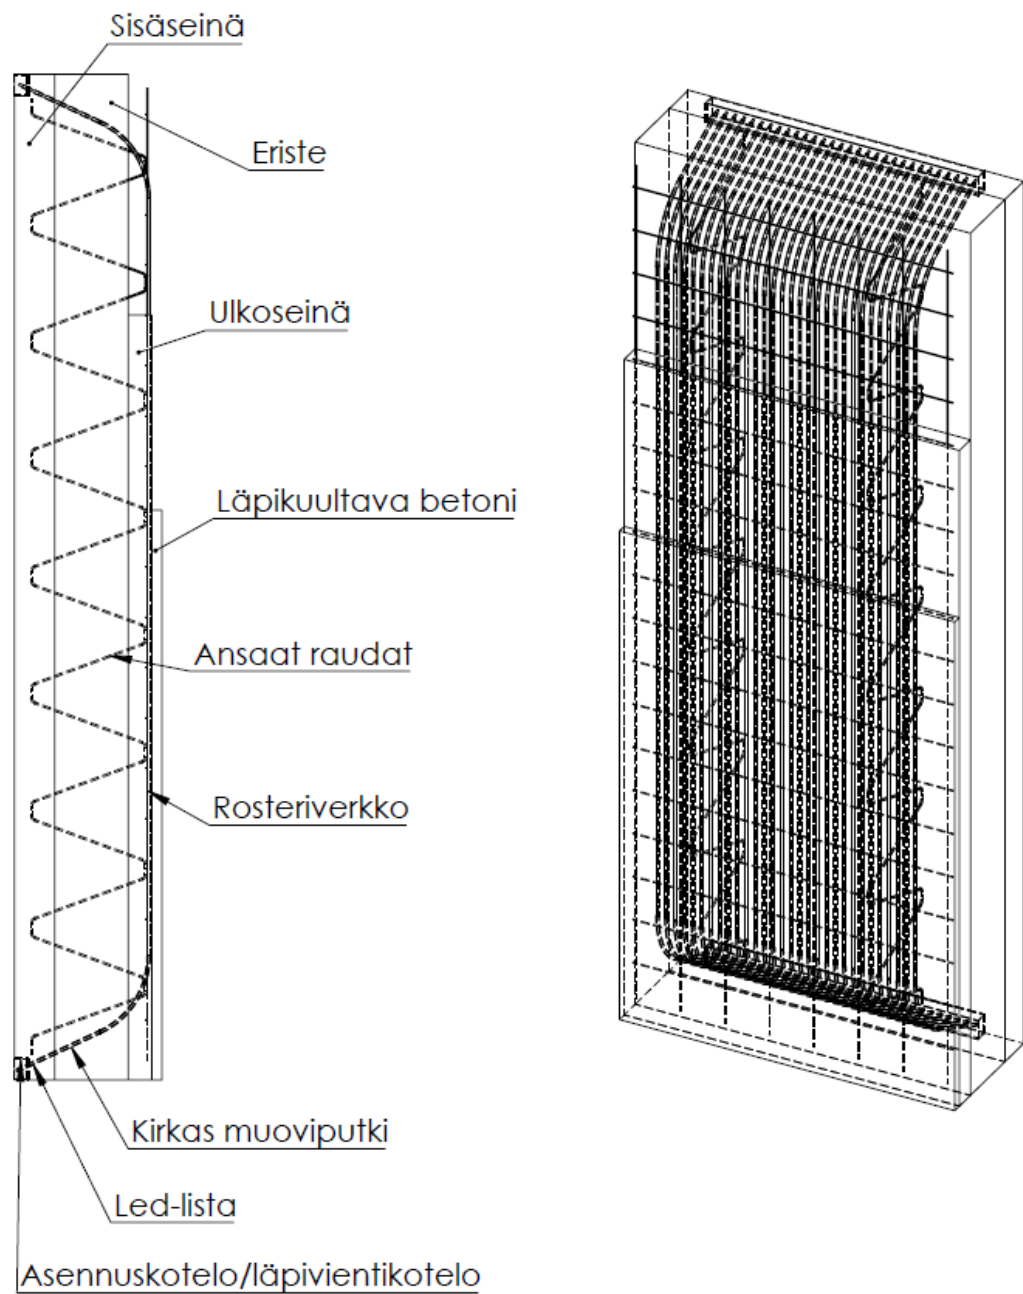 Sisäseinä
Eriste
Ulkoseinä
Läpikuultava betoni
Ansaat raudat
Rosteriverkko
Kirkas muoviputki
Led-lista
Asennuskotelo/läpivientikotelo